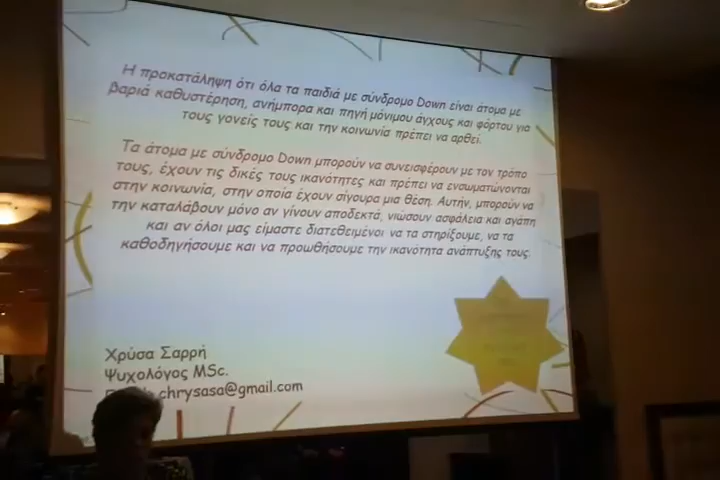 Η προκατάληψη ότι όλα τα παιδιά με σύνδρομο Down είναι άτομα με
βαριά καθυστέρηση, ανήμπορα και πηγή μόνιμου άγχους και φόρτου για
τους γονείς τους και την κοινωνία πρέπει να αρθεί.
Τα άτομα με σύνδρομο Down μπορούν να συνεισφέρουν με τον τρόπο
τους, έχουν τις δικές τους ικανότητες και πρέπει να ενσωματώνονται
στην κοινωνία, στην οποία έχουν σίγουρα μια θέση. Αυτήν, μπορούν να
την καταλάβουν μόνο αν γίνουν αποδεκτά, νιώσουν ασφάλεια και αγάπη
και αν όλοι μας είμαστε διατεθειμένοι να τα στηρίξουμε, να τα
καθοδηγήσουμε και να προωθήσουμε την ικανότητα ανάπτυξης τους.
Χρύσα Σαρρή
Ψυχολόγος MSc.
chrysasa@gmail.com